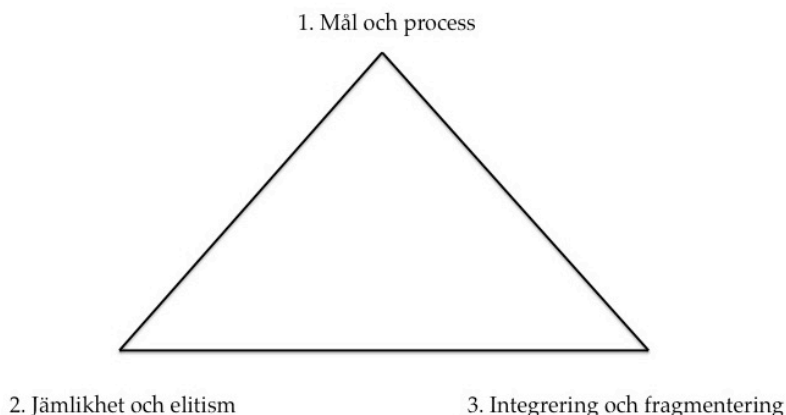 1. Mål och process
2. Jämlikhet och elitism
3. Integrering och fragmentering